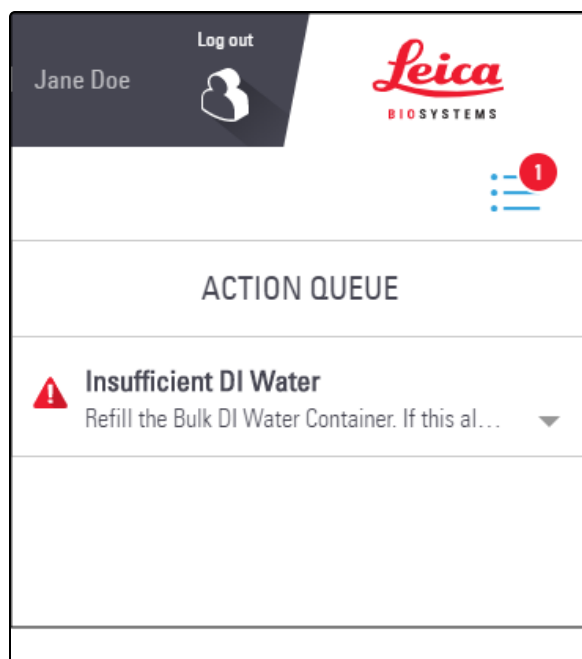 Log out
Jane Doe
Leica
BIOSYSTEMS
1
ACTION QUEUE
Insufficient DI Water
Refill the Bulk DI Water Container. If this al...